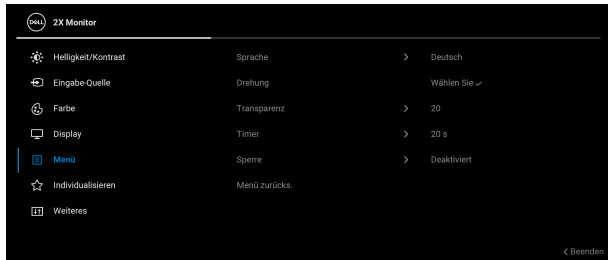 DELL 2X Monitor
Helligkeit/Kontrast Sprache > Deutsch
Eingabe-Quelle Drehung Wählen Sie ✓
Farbe Transparenz > 20
Display Timer > 20 s
Menü Sperre > Deaktiviert
Individualisieren Menü zurücks.
Weiteres
< Beenden